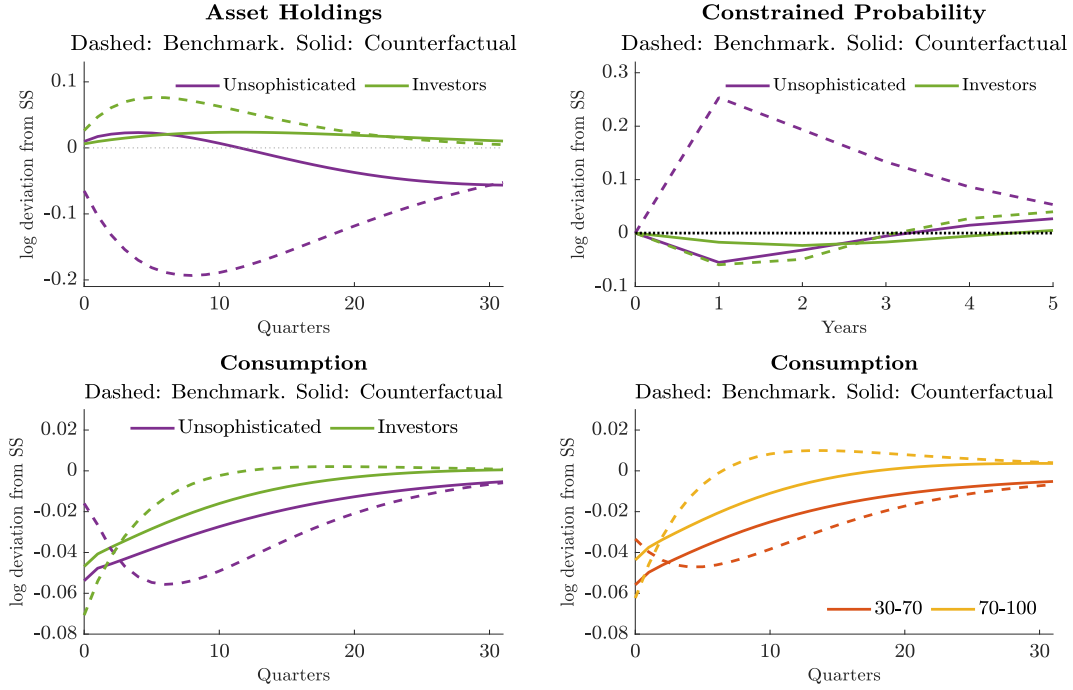 Asset Holdings
Dashed: Benchmark. Solid: Counterfactual
Unsophisticated
Investors
log deviation from SS
0.1
0
-0.1
-0.2
0
10
20
30
Quarters
Constrained Probability
Dashed: Benchmark. Solid: Counterfactual
Unsophisticated
Investors
log deviation from SS
0.3
0.2
0.1
0
-0.1
0
1
2
3
4
5
Years
Consumption
Dashed: Benchmark. Solid: Counterfactual
Unsophisticated
Investors
log deviation from SS
0.02
0
-0.02
-0.04
-0.06
-0.08
0
10
20
30
Quarters
Consumption
Dashed: Benchmark. Solid: Counterfactual
log deviation from SS
0.02
0
-0.02
-0.04
-0.06
-0.08
30-70
70-100
0
10
20
30
Quarters